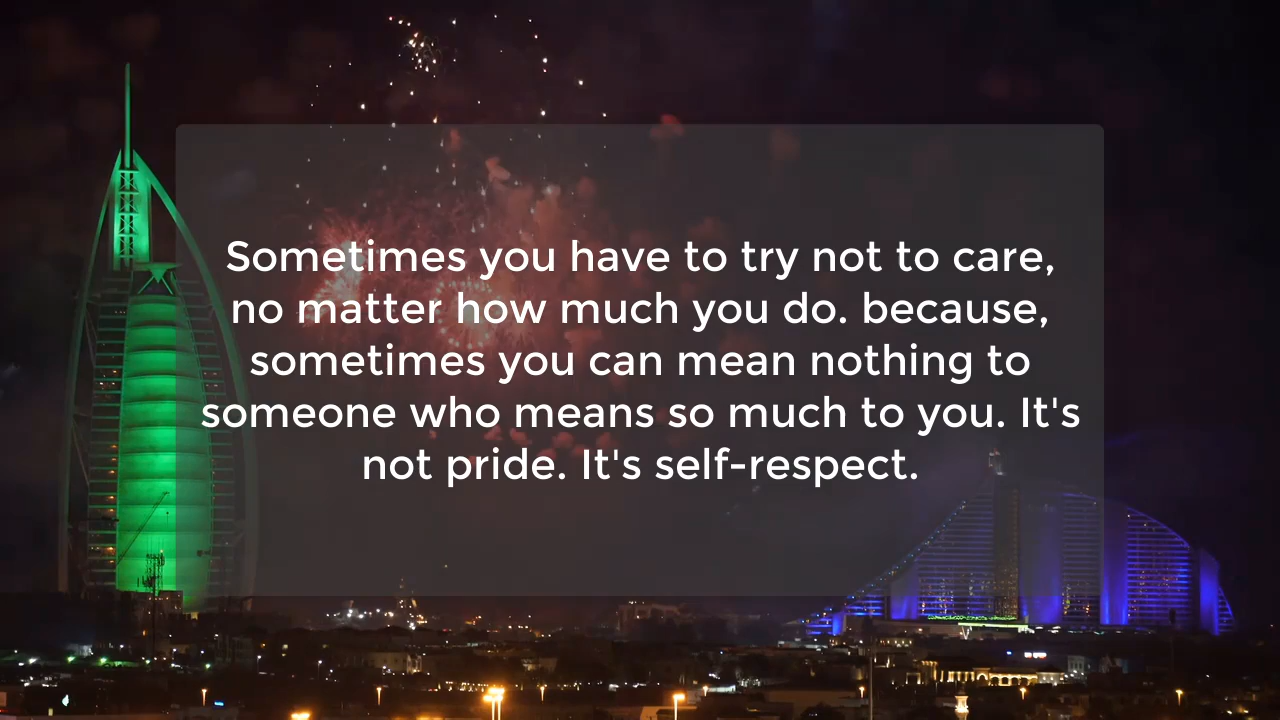 Sometimes you have to try not to care,
no matter how much you do. because,
sometimes you can mean nothing to
someone who means so much to you. It's
not pride. It's self-respect.